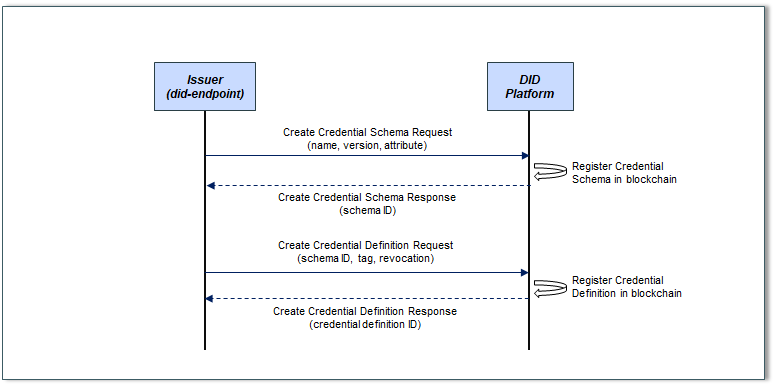 Issuer
(did-endpoint)
DID
Platform
Create Credential Schema Request
(name, version, attribute)
Register Credential
Schema in blockchain
Create Credential Schema Response
(schema ID)
Create Credential Definition Request
(schema ID, tag, revocation)
Register Credential
Definition in blockchain
Create Credential Definition Response
(credential definition ID)